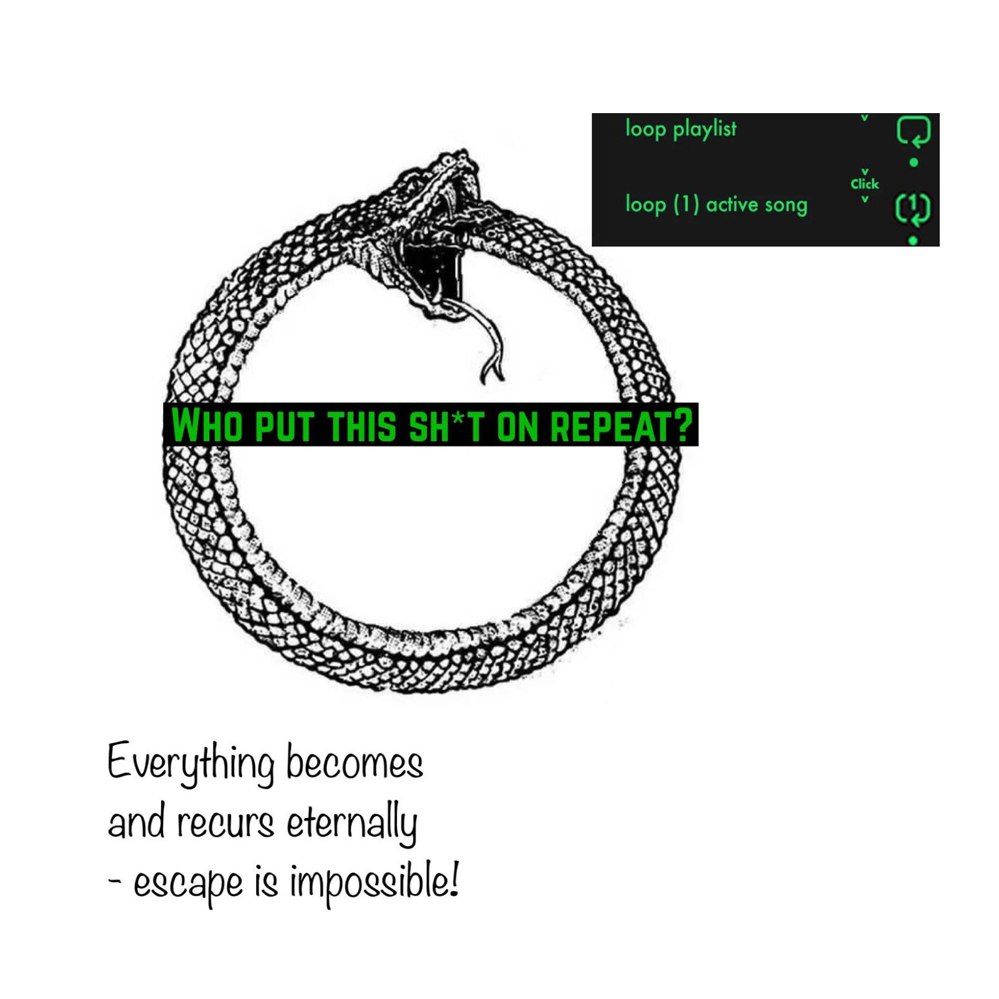 loop playlist
Click
loop (1) active song
(1)
Who put this sh*t on repeat?
Everything becomes
and recurs eternally
- escape is impossible!